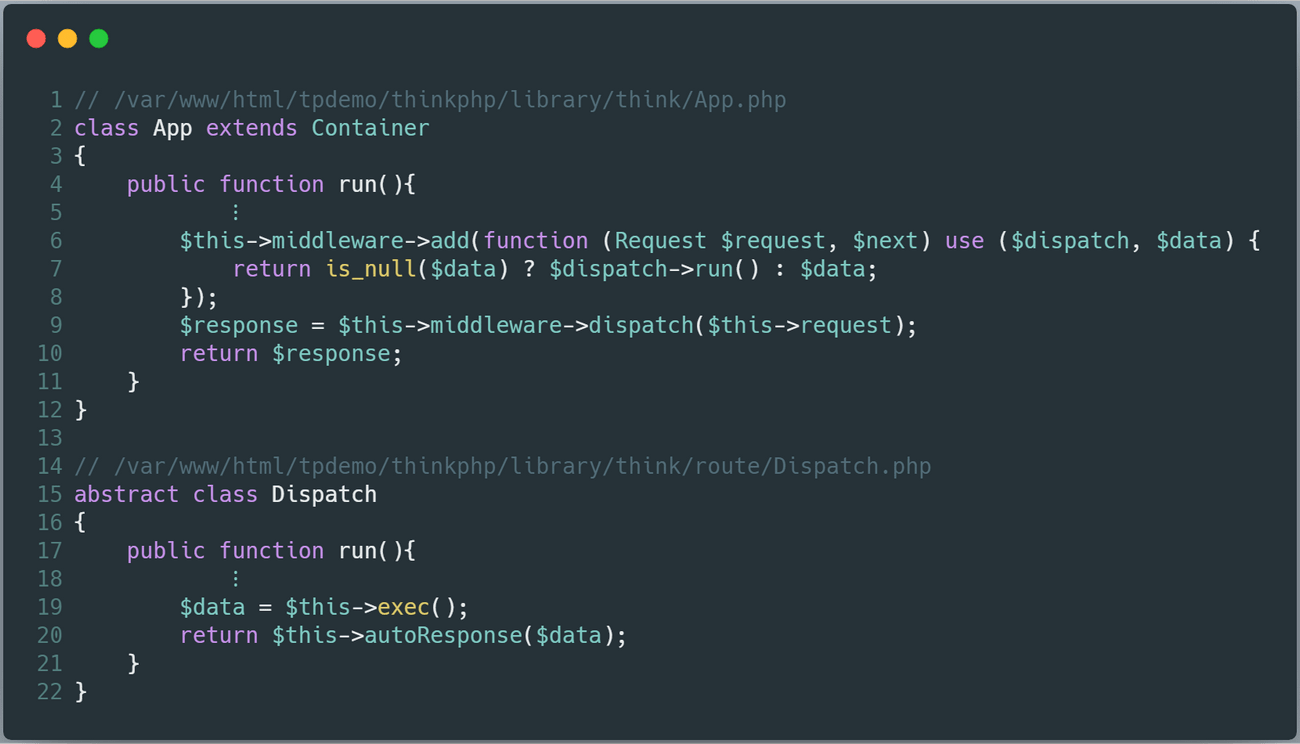 1 // /var/www/html/tpdemo/thinkphp/library/think/App.php
2 class App extends Container
3 {
4     public function run(){
5             ⋮
6         $this->middleware->add(function (Request $request, $next) use ($dispatch, $data) {
7             return is_null($data) ? $dispatch->run() : $data;
8         });
9         $response = $this->middleware->dispatch($this->request);
10         return $response;
11     }
12 }
13
14 // /var/www/html/tpdemo/thinkphp/library/think/route/Dispatch.php
15 abstract class Dispatch
16 {
17     public function run(){
18             ⋮
19         $data = $this->exec();
20         return $this->autoResponse($data);
21     }
22 }